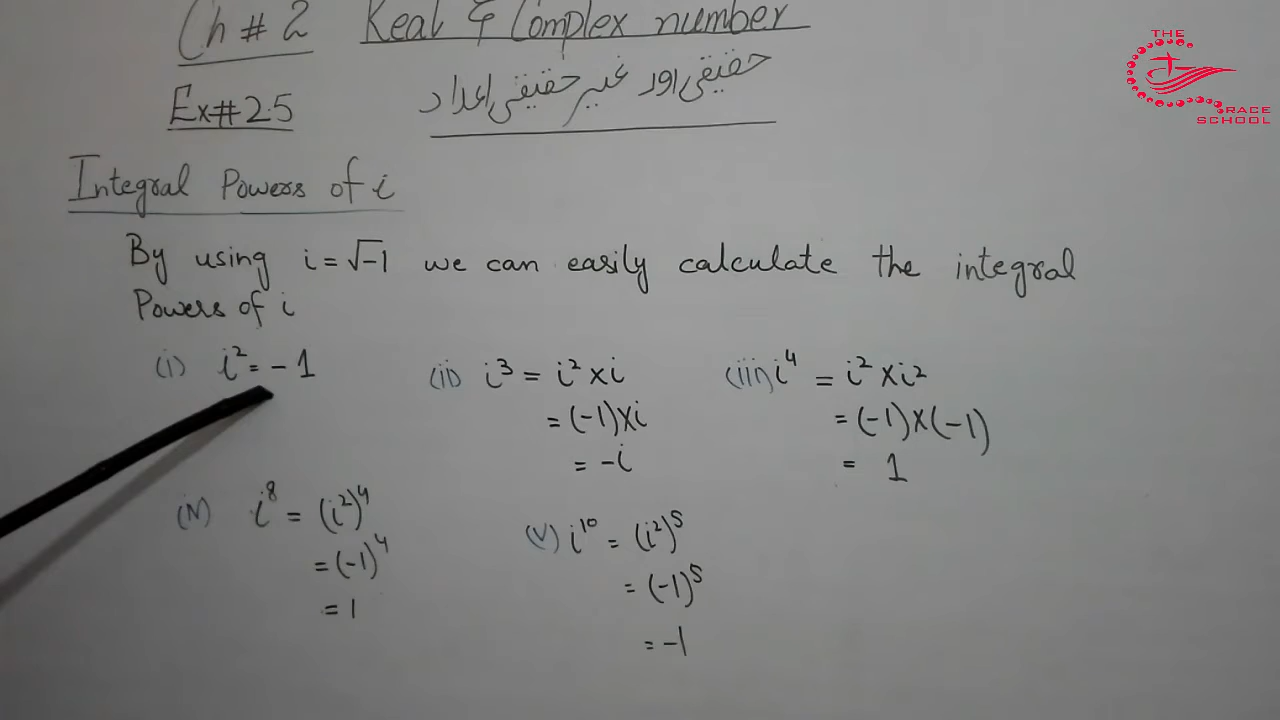 Ch # 2 Real & Complex number
حقیقی اور غیر حقیقی اعداد
Ex# 2.5
Integral Powers of i
By using i = √-1 we can easily calculate the integral
Powers of i
(i) i² = -1
(ii) i³ = i² × i
= (-1) × i
= -i
(iii) i⁴ = i² × i²
= (-1) × (-1)
= 1
(iv) i⁸ = (i²)⁴
= (-1)⁴
= 1
(v) i¹⁰ = (i²)⁵
= (-1)⁵
= -1
THE
GRACE
SCHOOL